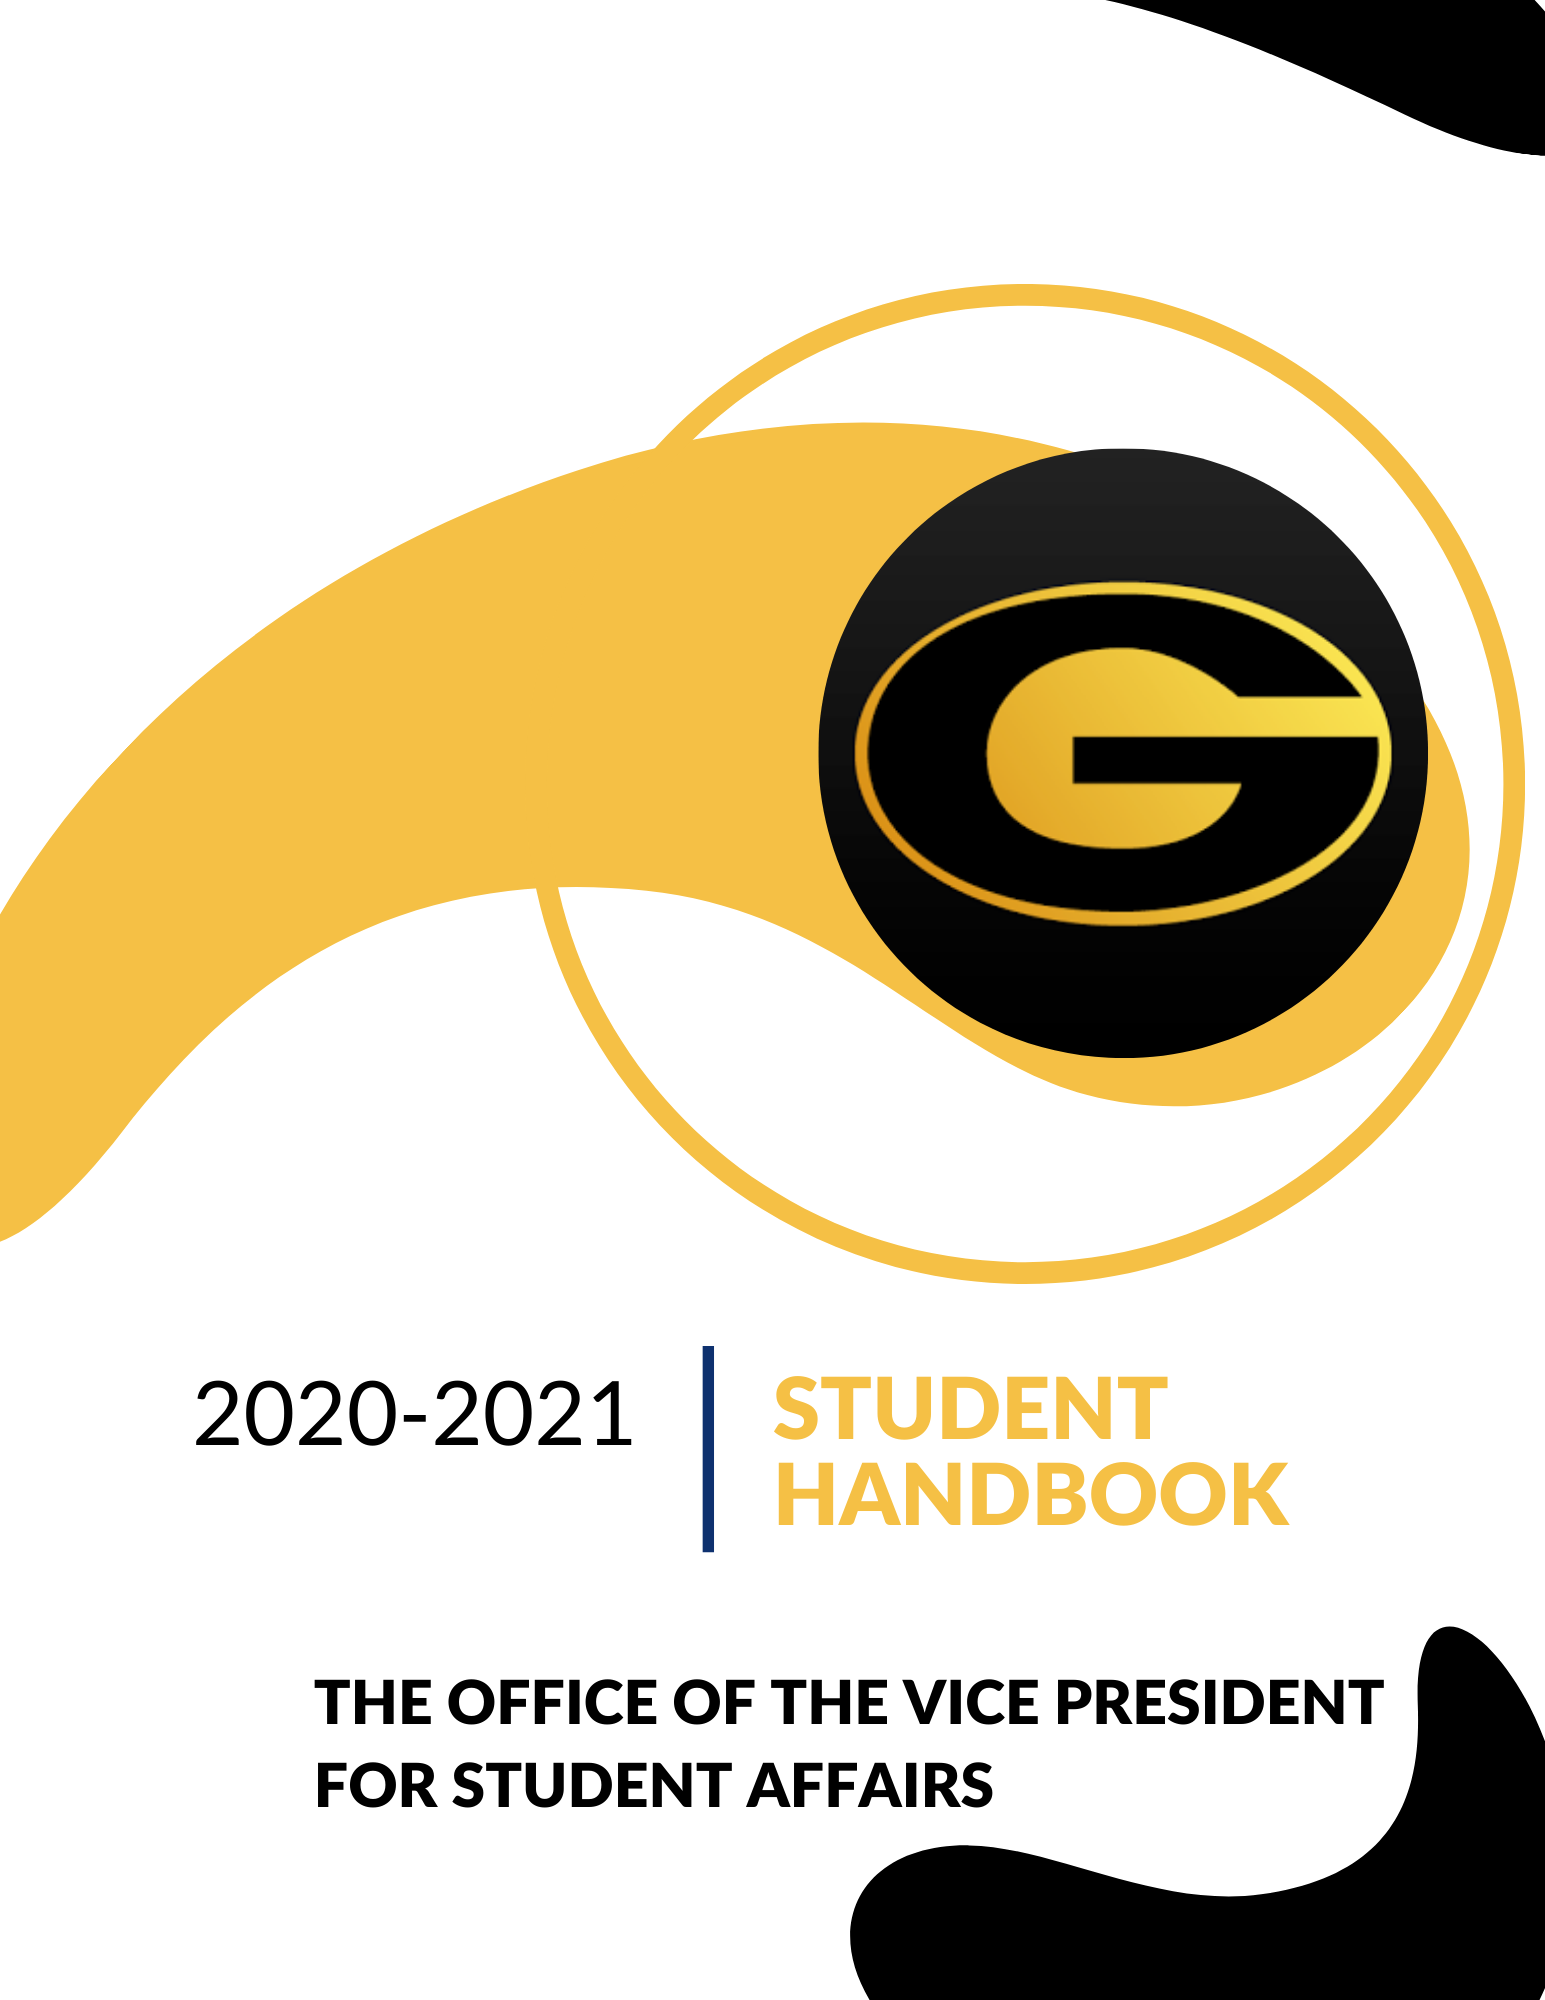 G
2020-2021
STUDENT
HANDBOOK
THE OFFICE OF THE VICE PRESIDENT
FOR STUDENT AFFAIRS